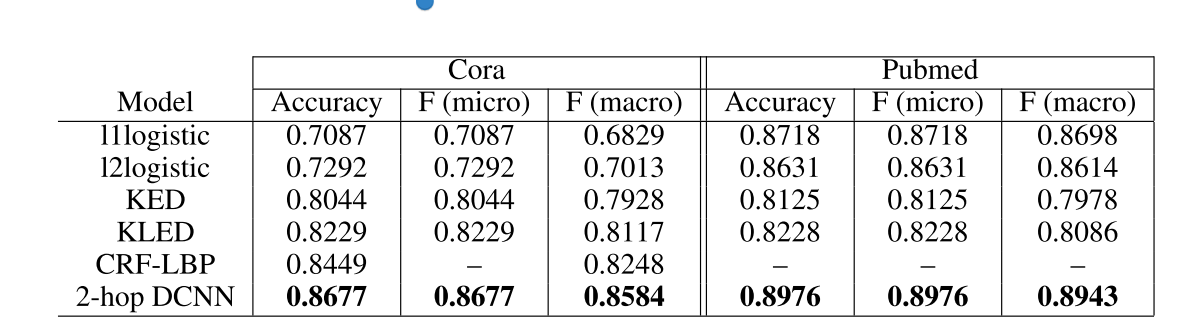 Cora Pubmed
Model Accuracy F (micro) F (macro) Accuracy F (micro) F (macro)
l1logistic 0.7087 0.7087 0.6829 0.8718 0.8718 0.8698
l2logistic 0.7292 0.7292 0.7013 0.8631 0.8631 0.8614
KED 0.8044 0.8044 0.7928 0.8125 0.8125 0.7978
KLED 0.8229 0.8229 0.8117 0.8228 0.8228 0.8086
CRF-LBP 0.8449 – 0.8248 – – –
2-hop DCNN 0.8677 0.8677 0.8584 0.8976 0.8976 0.8943